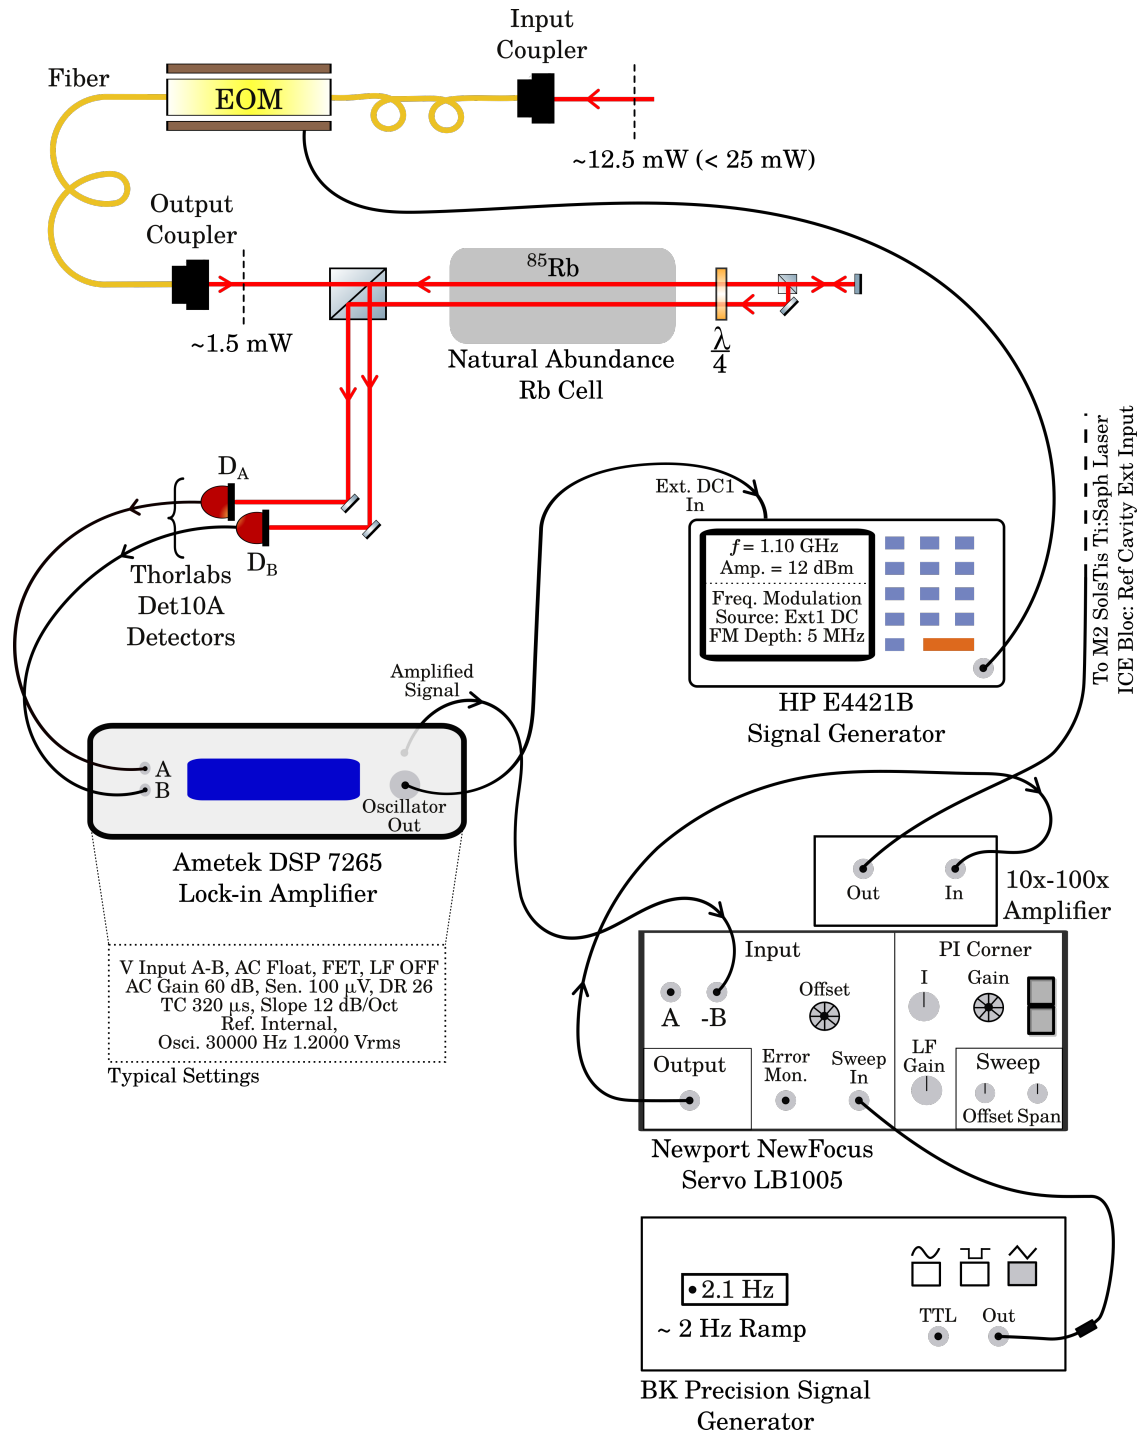 Input
Coupler
Fiber
EOM
~12.5 mW (< 25 mW)
Output
Coupler
~1.5 mW
⁸⁵Rb
λ
4
Natural Abundance
Rb Cell
D_A
D_B
Thorlabs
Det10A
Detectors
Ext. DC1
In
f = 1.10 GHz
Amp. = 12 dBm
Freq. Modulation
Source: Ext1 DC
FM Depth: 5 MHz
HP E4421B
Signal Generator
To M2 SolsTis Ti:Saph Laser
ICE Bloc: Ref Cavity Ext Input
Amplified
Signal
A
B
Oscillator
Out
Ametek DSP 7265
Lock-in Amplifier
V Input A-B, AC Float, FET, LF OFF
AC Gain 60 dB, Sen. 100 μV, DR 26
TC 320 μs, Slope 12 dB/Oct
Ref. Internal,
Osci. 30000 Hz 1.2000 Vrms
Typical Settings
Out
In
10x-100x
Amplifier
Input
A
-B
Offset
PI Corner
I
Gain
LF
Gain
Output
Error
Mon.
Sweep
In
Sweep
Offset
Span
Newport NewFocus
Servo LB1005
2.1 Hz
~ 2 Hz Ramp
TTL
Out
BK Precision Signal
Generator